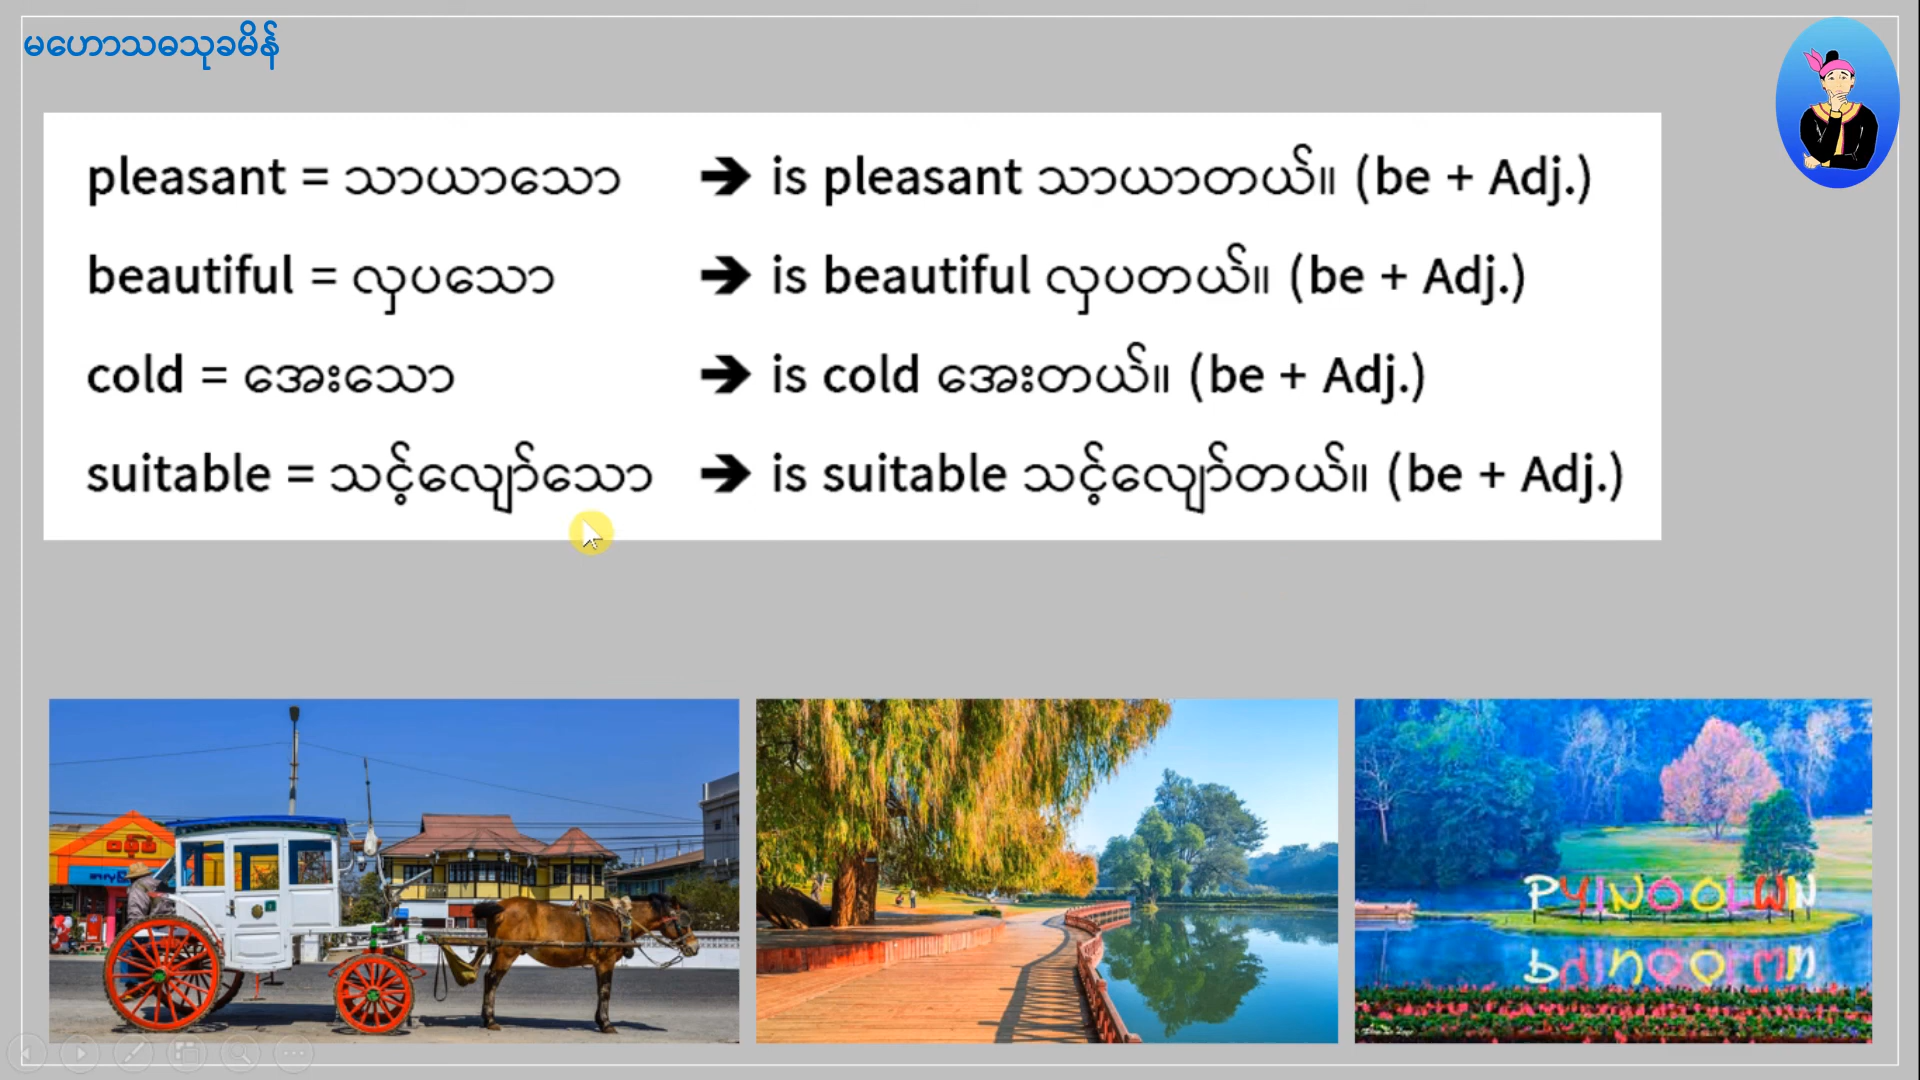 မဟောသဓသုခမိန်
pleasant = သာယာသော ➔ is pleasant သာယာတယ်။ (be + Adj.)
beautiful = လှပသော ➔ is beautiful လှပတယ်။ (be + Adj.)
cold = အေးသော ➔ is cold အေးတယ်။ (be + Adj.)
suitable = သင့်လျော်သော ➔ is suitable သင့်လျော်တယ်။ (be + Adj.)
PYINOOLWIN